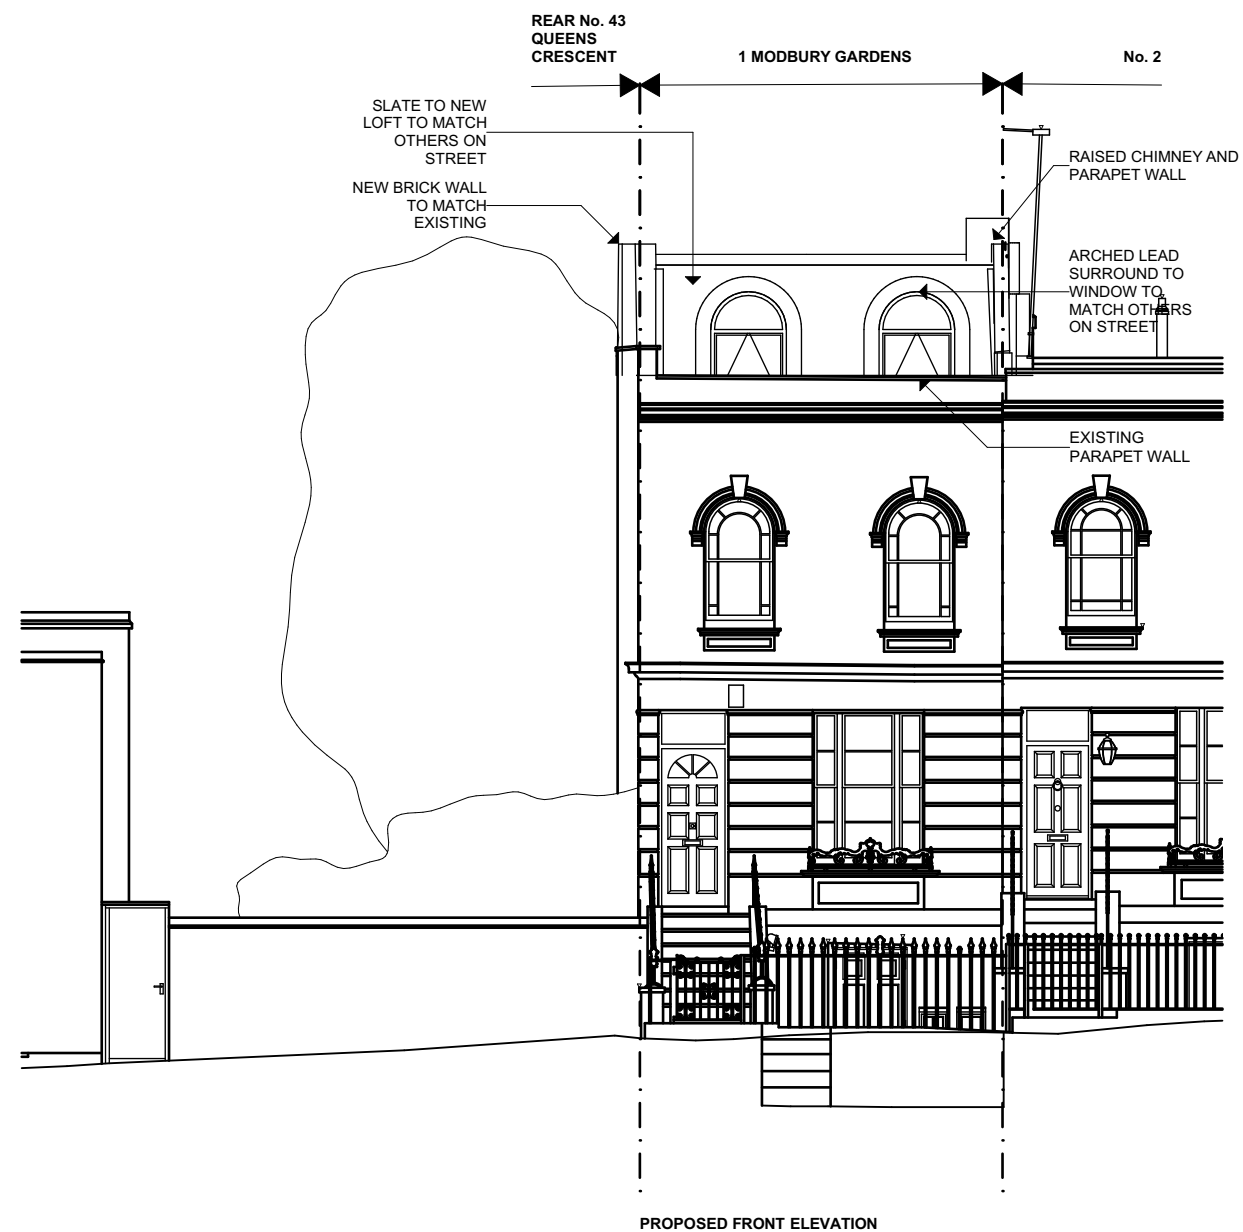 REAR No. 43
QUEENS
CRESCENT
1 MODBURY GARDENS
No. 2
SLATE TO NEW
LOFT TO MATCH
OTHERS ON
STREET
NEW BRICK WALL
TO MATCH
EXISTING
RAISED CHIMNEY AND
PARAPET WALL
ARCHED LEAD
SURROUND TO
WINDOW TO
MATCH OTHERS
ON STREET
EXISTING
PARAPET WALL
PROPOSED FRONT ELEVATION